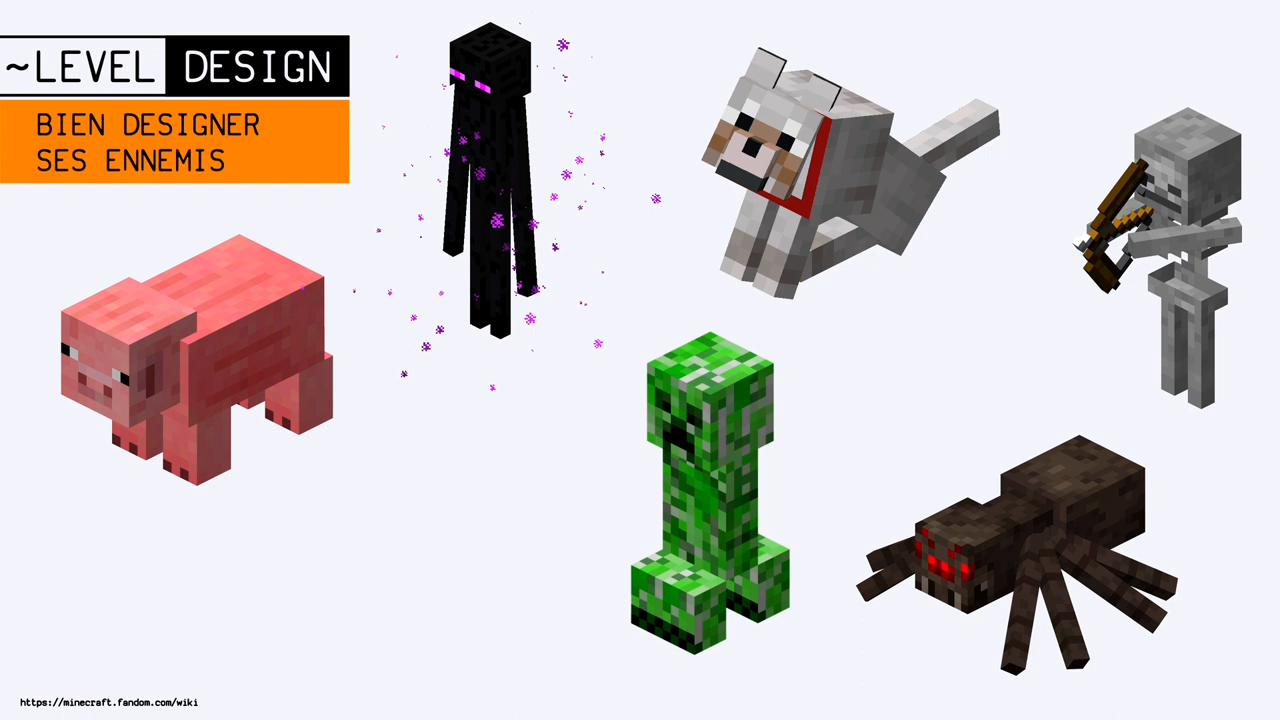 ~LEVEL DESIGN
BIEN DESIGNER
SES ENNEMIS
https://minecraft.fandom.com/wiki